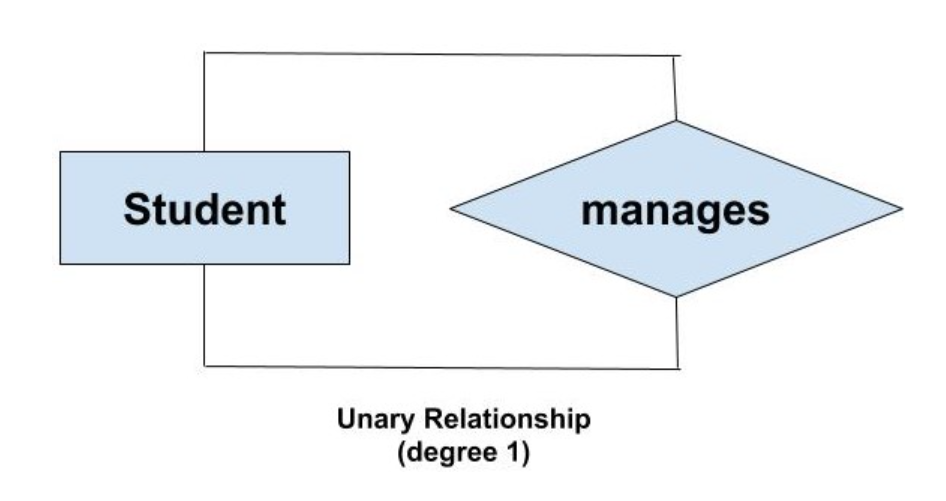 Student
manages
Unary Relationship
(degree 1)